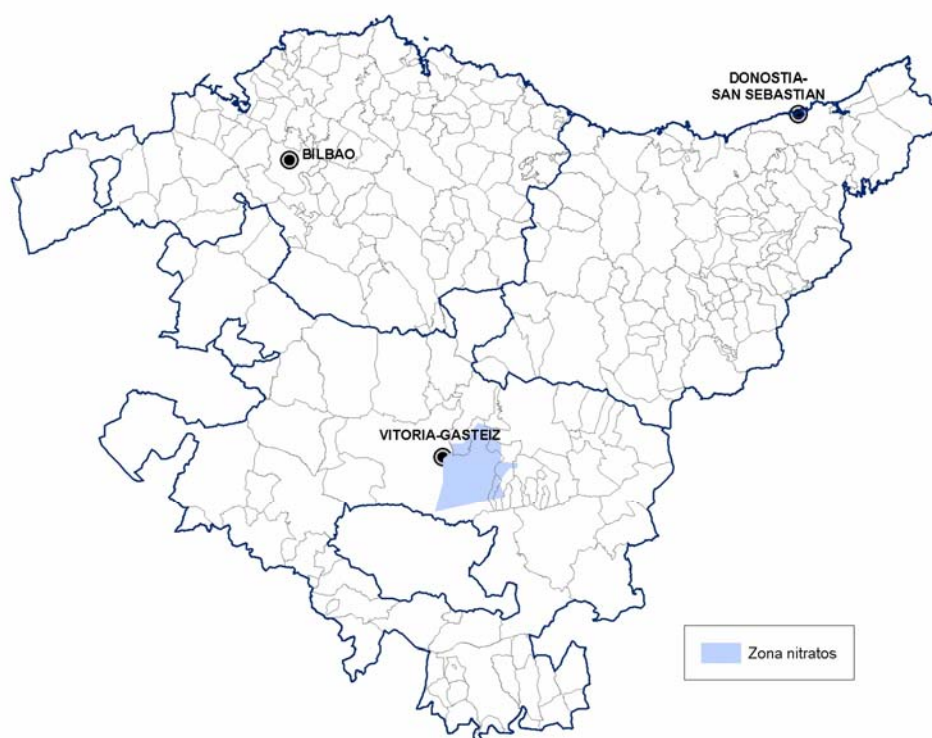 DONOSTIA-
SAN SEBASTIAN
BILBAO
VITORIA-GASTEIZ
Zona nitratos